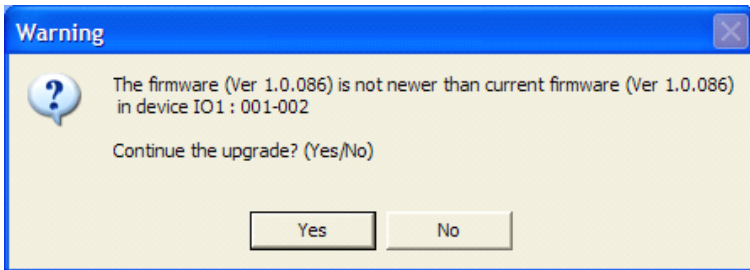 Warning
The firmware (Ver 1.0.086) is not newer than current firmware (Ver 1.0.086)
in device IO1 : 001-002
Continue the upgrade? (Yes/No)
Yes No